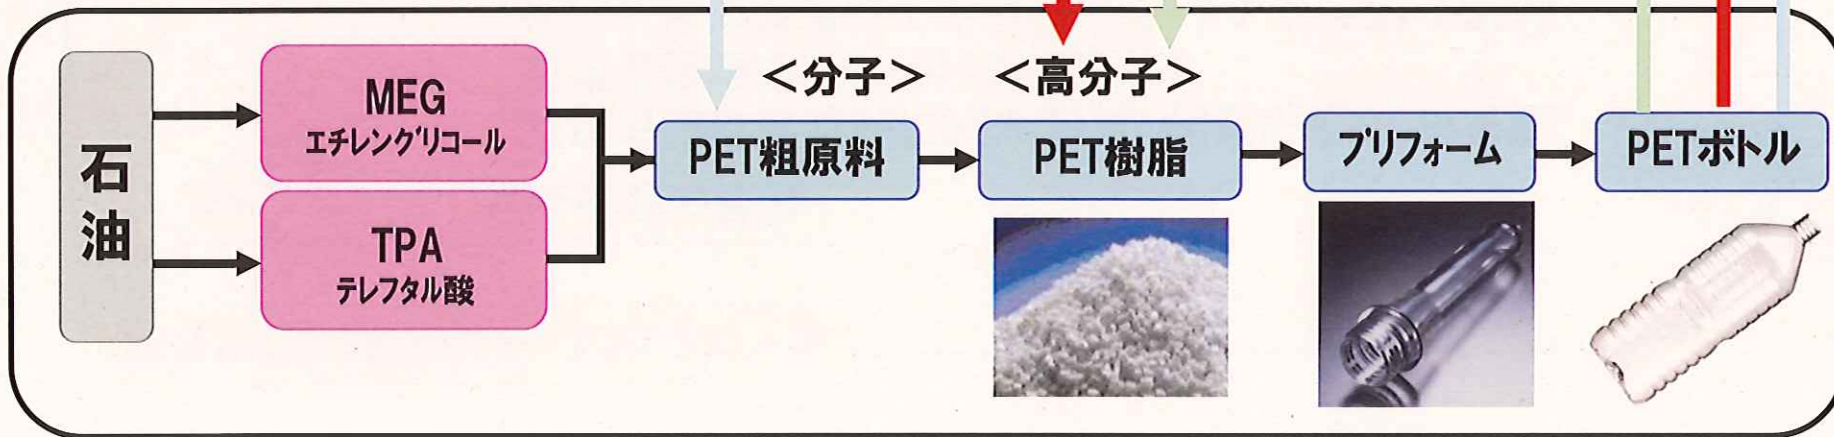 石油
MEG
エチレングリコール
TPA
テレフタル酸
<分子>
PET粗原料
<高分子>
PET樹脂
プリフォーム
PETボトル